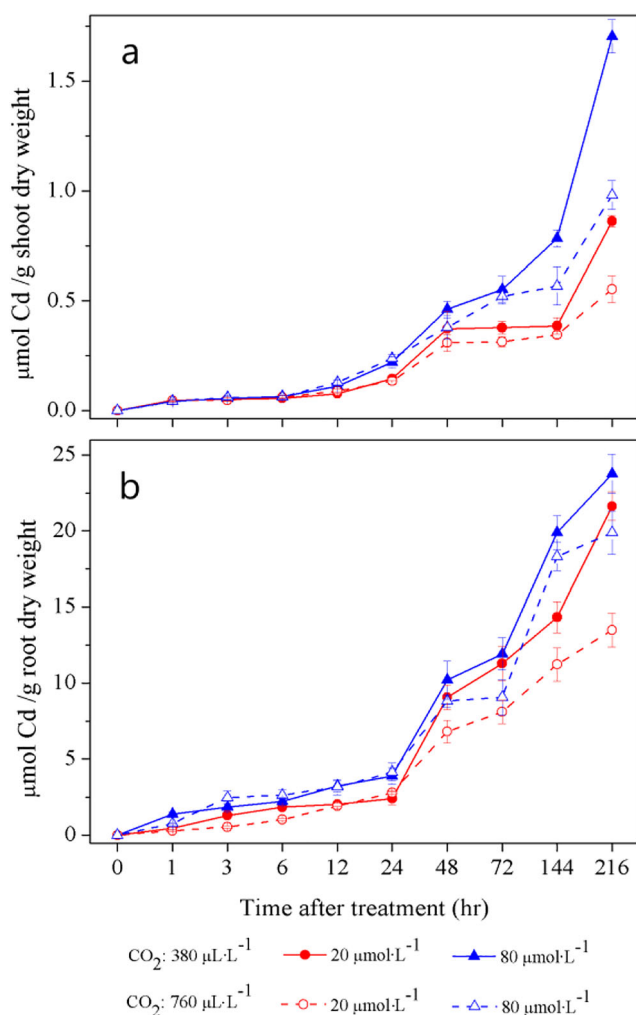 a
μmol Cd /g shoot dry weight
1.5
1.0
0.5
0.0
b
μmol Cd /g root dry weight
25
20
15
10
5
0
0 1 3 6 12 24 48 72 144 216
Time after treatment (hr)
CO₂: 380 μL·L⁻¹ 20 μmol·L⁻¹ 80 μmol·L⁻¹
CO₂: 760 μL·L⁻¹ 20 μmol·L⁻¹ 80 μmol·L⁻¹